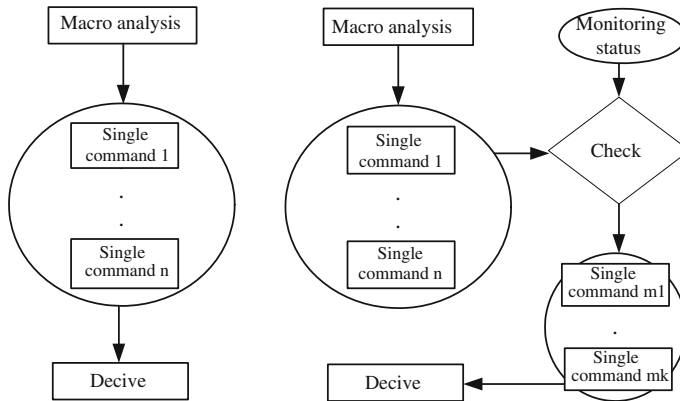 Macro analysis
Single
command 1
.
.
Single
command n
Decive
Macro analysis
Single
command 1
.
.
Single
command n
Monitoring
status
Check
Single
command m1
.
Single
command mk
Decive